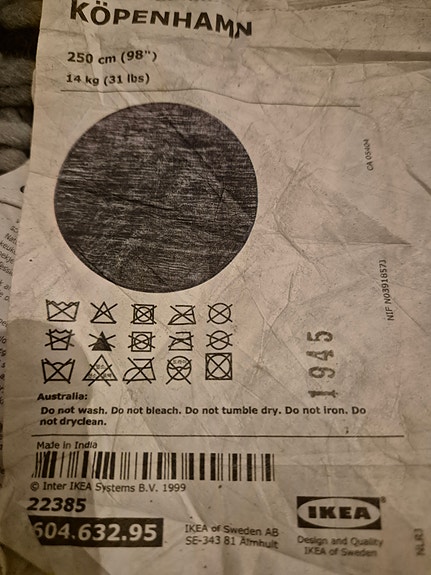 KÖPENHAMN
250 cm (98")
14 kg (31 lbs)
CA 05404
NIF N0391857J
1945
Australia:
Do not wash. Do not bleach. Do not tumble dry. Do not iron. Do
not dryclean.
Made in India
© Inter IKEA Systems B.V. 1999
22385
604.632.95
IKEA of Sweden AB
SE-343 81 Älmhult
IKEA
Design and Quality
IKEA of Sweden